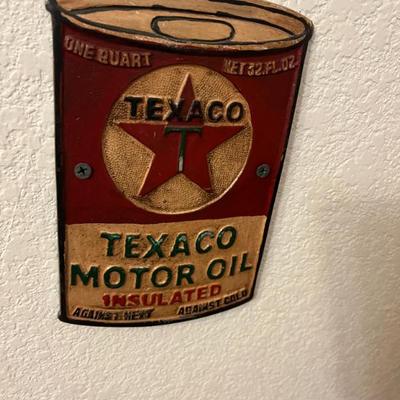 ONE QUART NET 32 FL. OZ.
TEXACO
T
TEXACO
MOTOR OIL
INSULATED
AGAINST HEAT AGAINST COLD